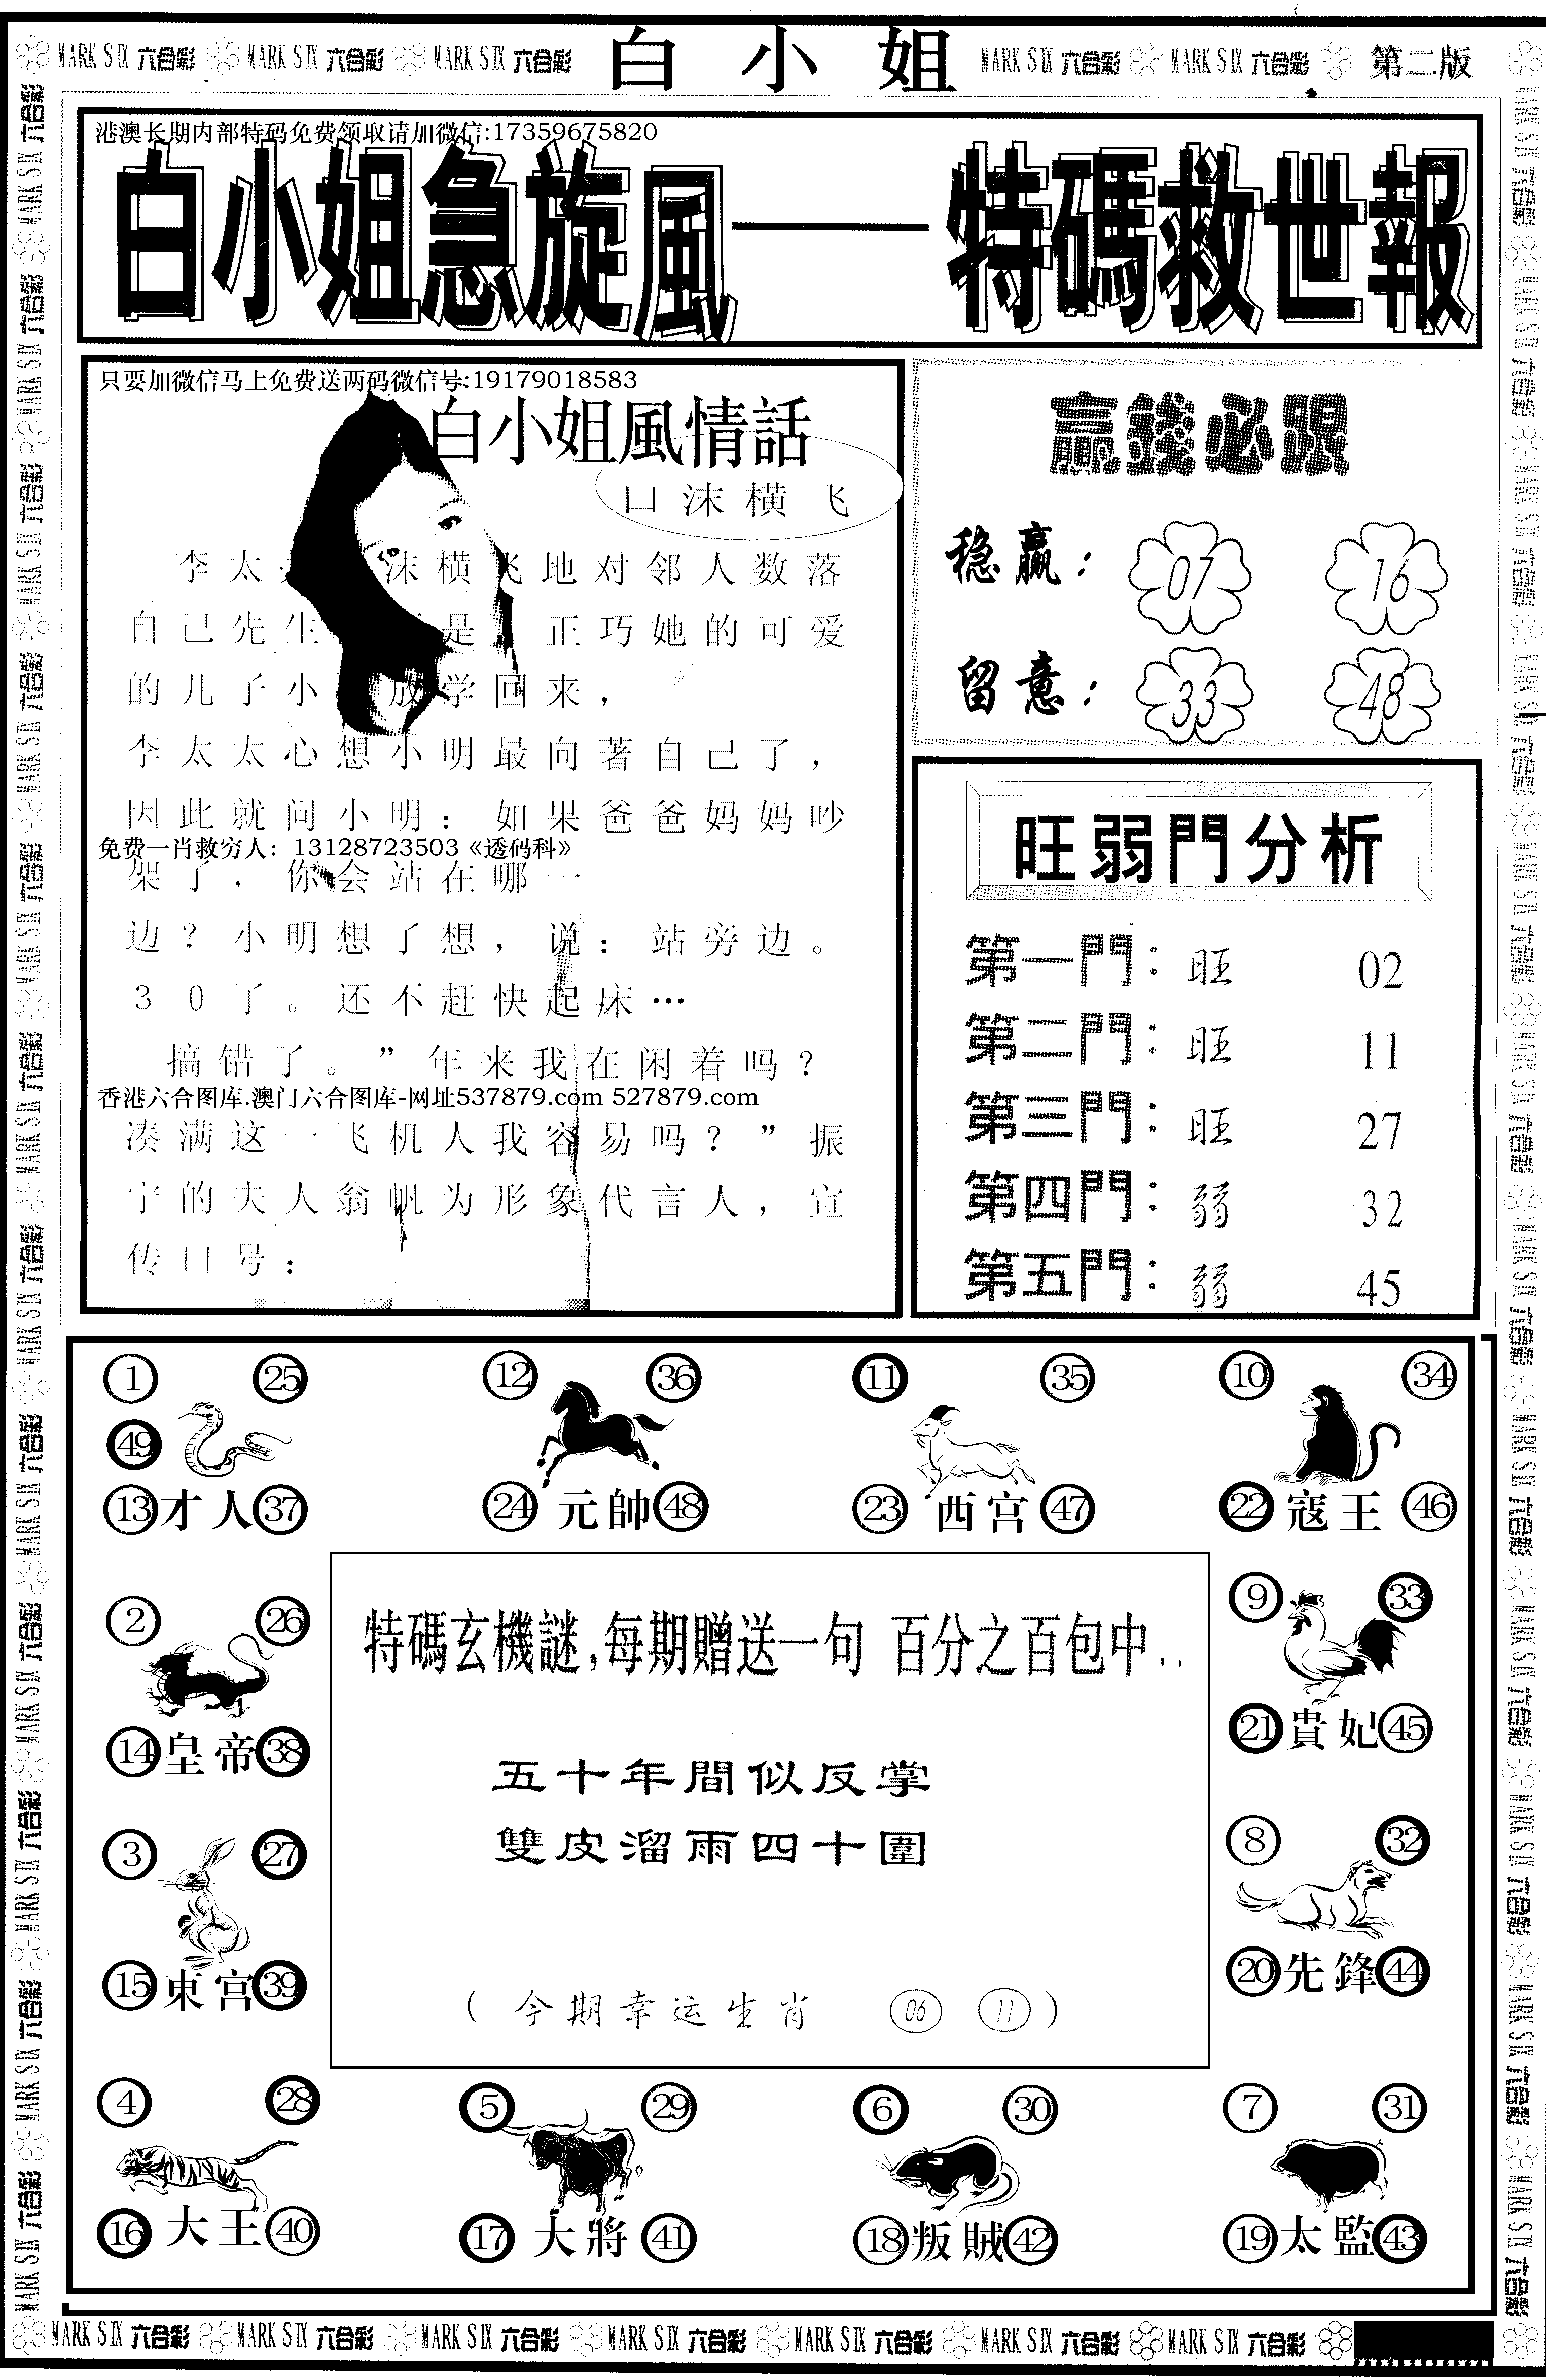 MARK SIX 六合彩 MARK SIX 六合彩 MARK SIX 六合彩 白小姐 MARK SIX 六合彩 MARK SIX 六合彩 第二版
港澳长期内部特码免费领取请加微信:17359675820
白小姐急旋風——特碼救世報
只要加微信马上免费送两码微信号:19179018583
白小姐風情話
口沫横飞
李太 沫横飞地对邻人数落
自己先生 是，正巧她的可爱
的儿子小 放学回来，
李太太心想小明最向著自己了，
因此就问小明：如果爸爸妈妈吵
免费一肖救穷人：13128723503《透码科》
架了，你会站在哪一
边？小明想了想，说：站旁边。
30了。还不赶快起床…
搞错了。”年来我在闲着吗？
香港六合图库.澳门六合图库-网址537879.com 527879.com
凑满这一飞机人我容易吗？”振
宁的夫人翁帆为形象代言人，宣
传口号：
贏錢必跟
稳赢： 07 16
留意： 33 48
旺弱門分析
第一門：旺 02
第二門：旺 11
第三門：旺 27
第四門：弱 32
第五門：弱 45
1 25
49
13 才人 37
12 36
24 元帥 48
11 35
23 西宫 47
10 34
22 寇王 46
2 26
14 皇帝 38
3 27
15 東宫 39
特碼玄機謎,每期贈送一句 百分之百包中..
五十年間似反掌
雙皮溜雨四十圍
（今期幸运生肖 06 11）
9 33
21 貴妃 45
8 32
20 先鋒 44
4 28
16 大王 40
5 29
17 大將 41
6 30
18 叛賊 42
7 31
19 太監 43
MARK SIX 六合彩 MARK SIX 六合彩 MARK SIX 六合彩 MARK SIX 六合彩 MARK SIX 六合彩 MARK SIX 六合彩 MARK SIX 六合彩